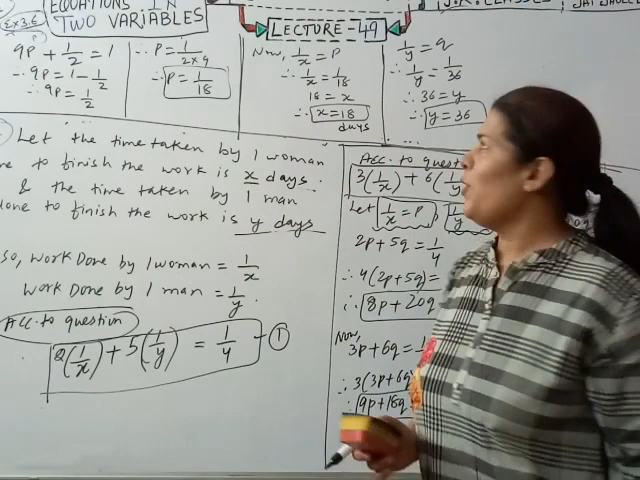 EQUATIONS IN
TWO VARIABLES
Ex 3.6
LECTURE-49
J.R. CLASSES
9p + 1/2 = 1
∴ 9p = 1 - 1/2
∴ 9p = 1/2
∴ p = 1/2×9
∴ p = 1/18
Now, 1/x = p
∴ 1/x = 1/18
18 = x
∴ x = 18
days
1/y = q
∴ 1/y = 1/36
∴ 36 = y
∴ y = 36
Let the time taken by 1 woman
to finish the work is x days.
& the time taken by 1 man
to finish the work is y days
So, work done by 1 woman = 1/x
Work done by 1 man = 1/y.
Acc. to question
2(1/x) + 5(1/y) = 1/4 - ①
Acc. to quest
3(1/x) + 6(1/y
Let 1/x = p, 1/y
2p + 5q = 1/4
∴ 4(2p+5q) =
∴ 8p + 20q
Now,
3p + 6q =
∴ 3(3p+6q
∴ 9p+18q